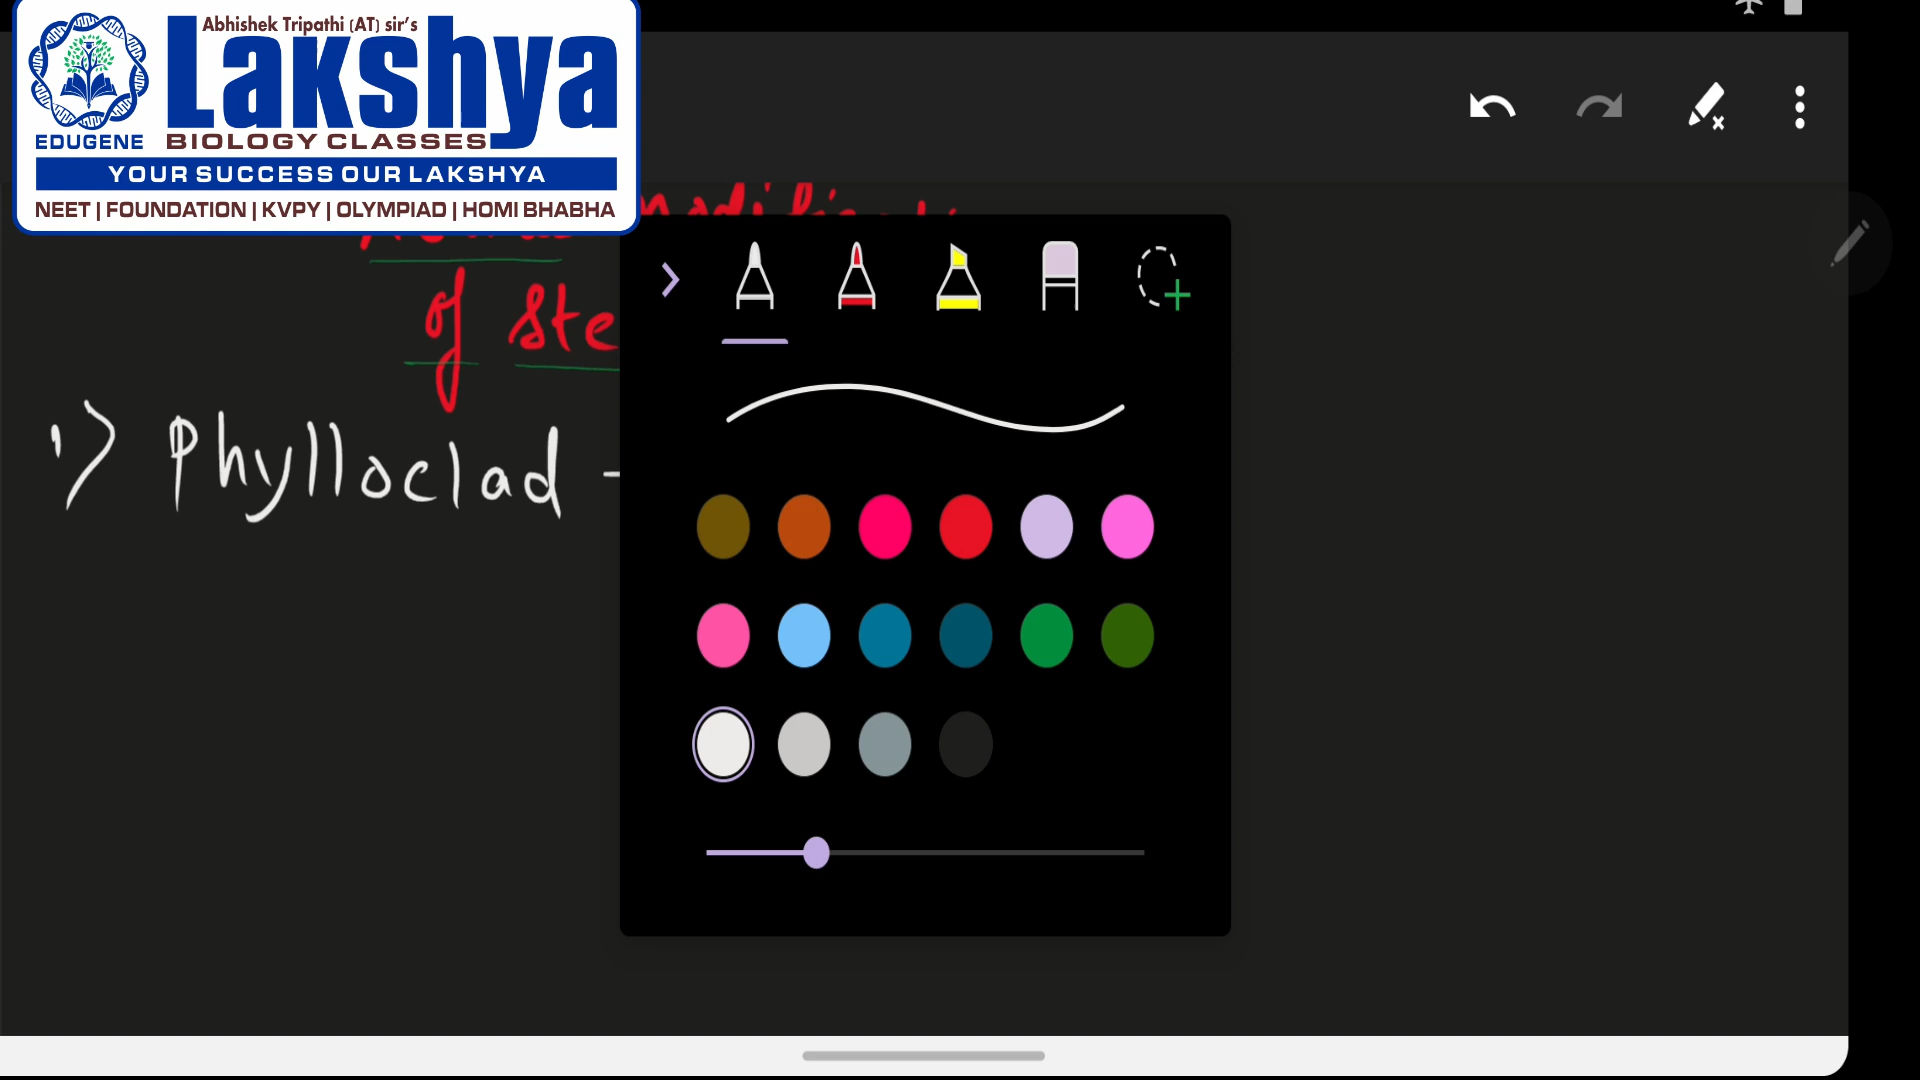 Abhishek Tripathi (AT) sir's
Lakshya
EDUGENE
BIOLOGY CLASSES
YOUR SUCCESS OUR LAKSHYA
NEET | FOUNDATION | KVPY | OLYMPIAD | HOMI BHABHA
of Ste
1) Phylloclad -